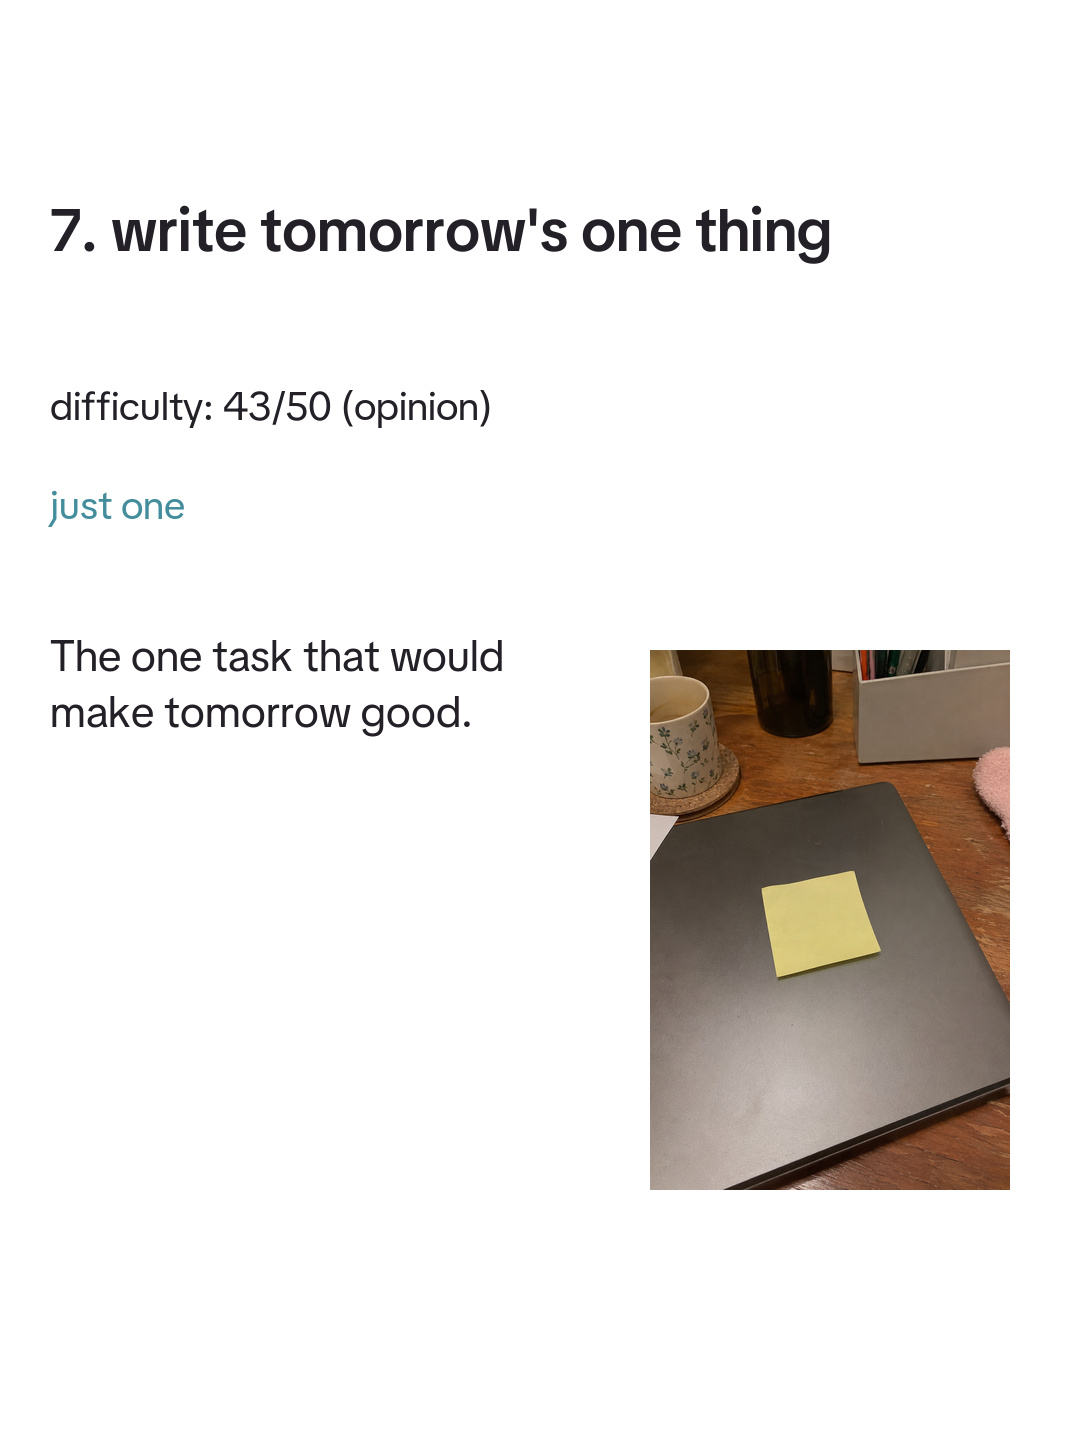 7. write tomorrow's one thing
difficulty: 43/50 (opinion)
just one
The one task that would
make tomorrow good.